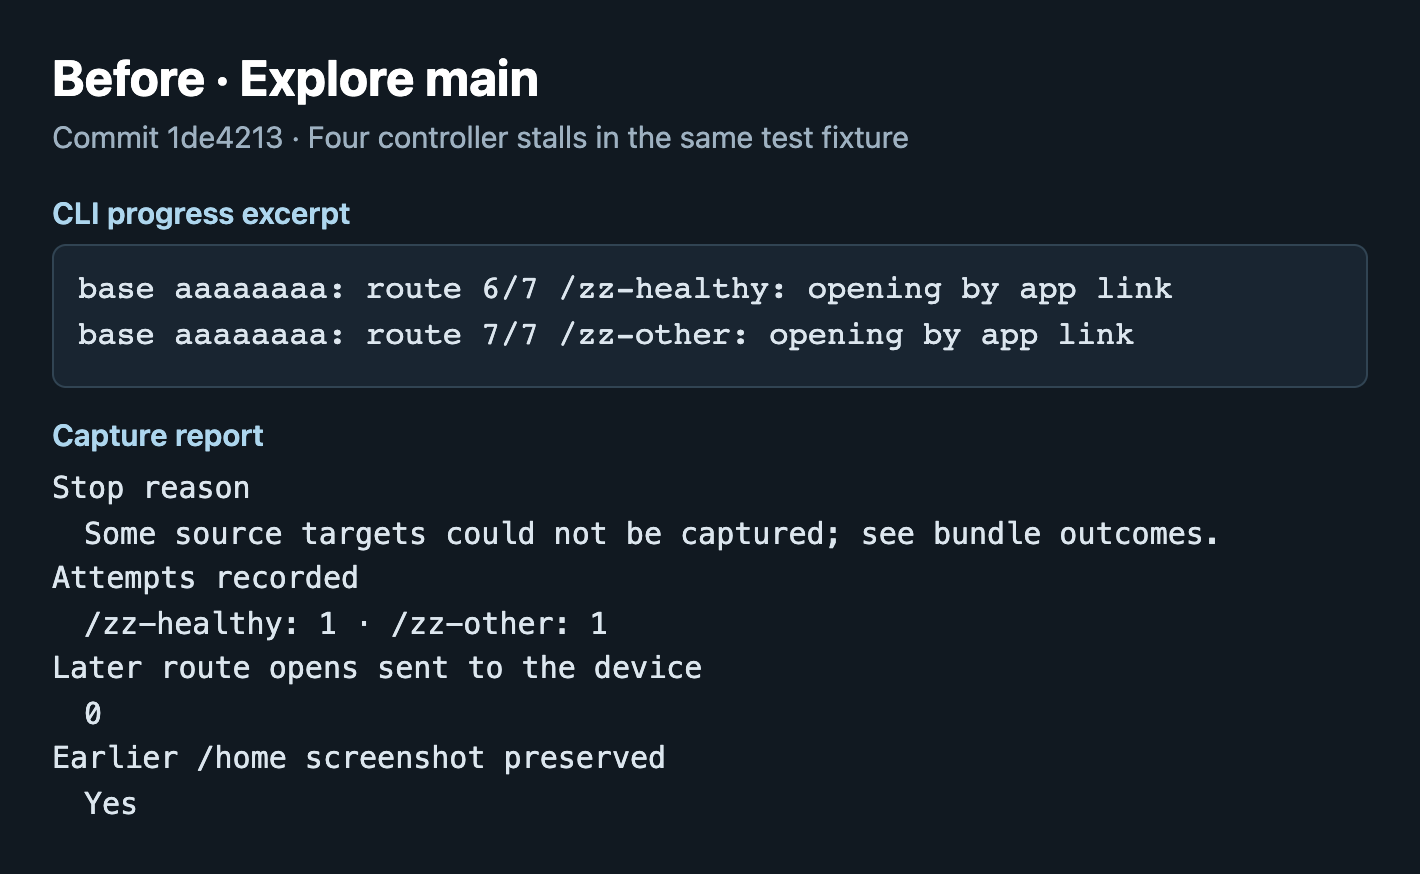 Before · Explore main
Commit 1de4213 · Four controller stalls in the same test fixture
CLI progress excerpt
base aaaaaaaa: route 6/7 /zz-healthy: opening by app link
base aaaaaaaa: route 7/7 /zz-other: opening by app link
Capture report
Stop reason
Some source targets could not be captured; see bundle outcomes.
Attempts recorded
/zz-healthy: 1 · /zz-other: 1
Later route opens sent to the device
0
Earlier /home screenshot preserved
Yes